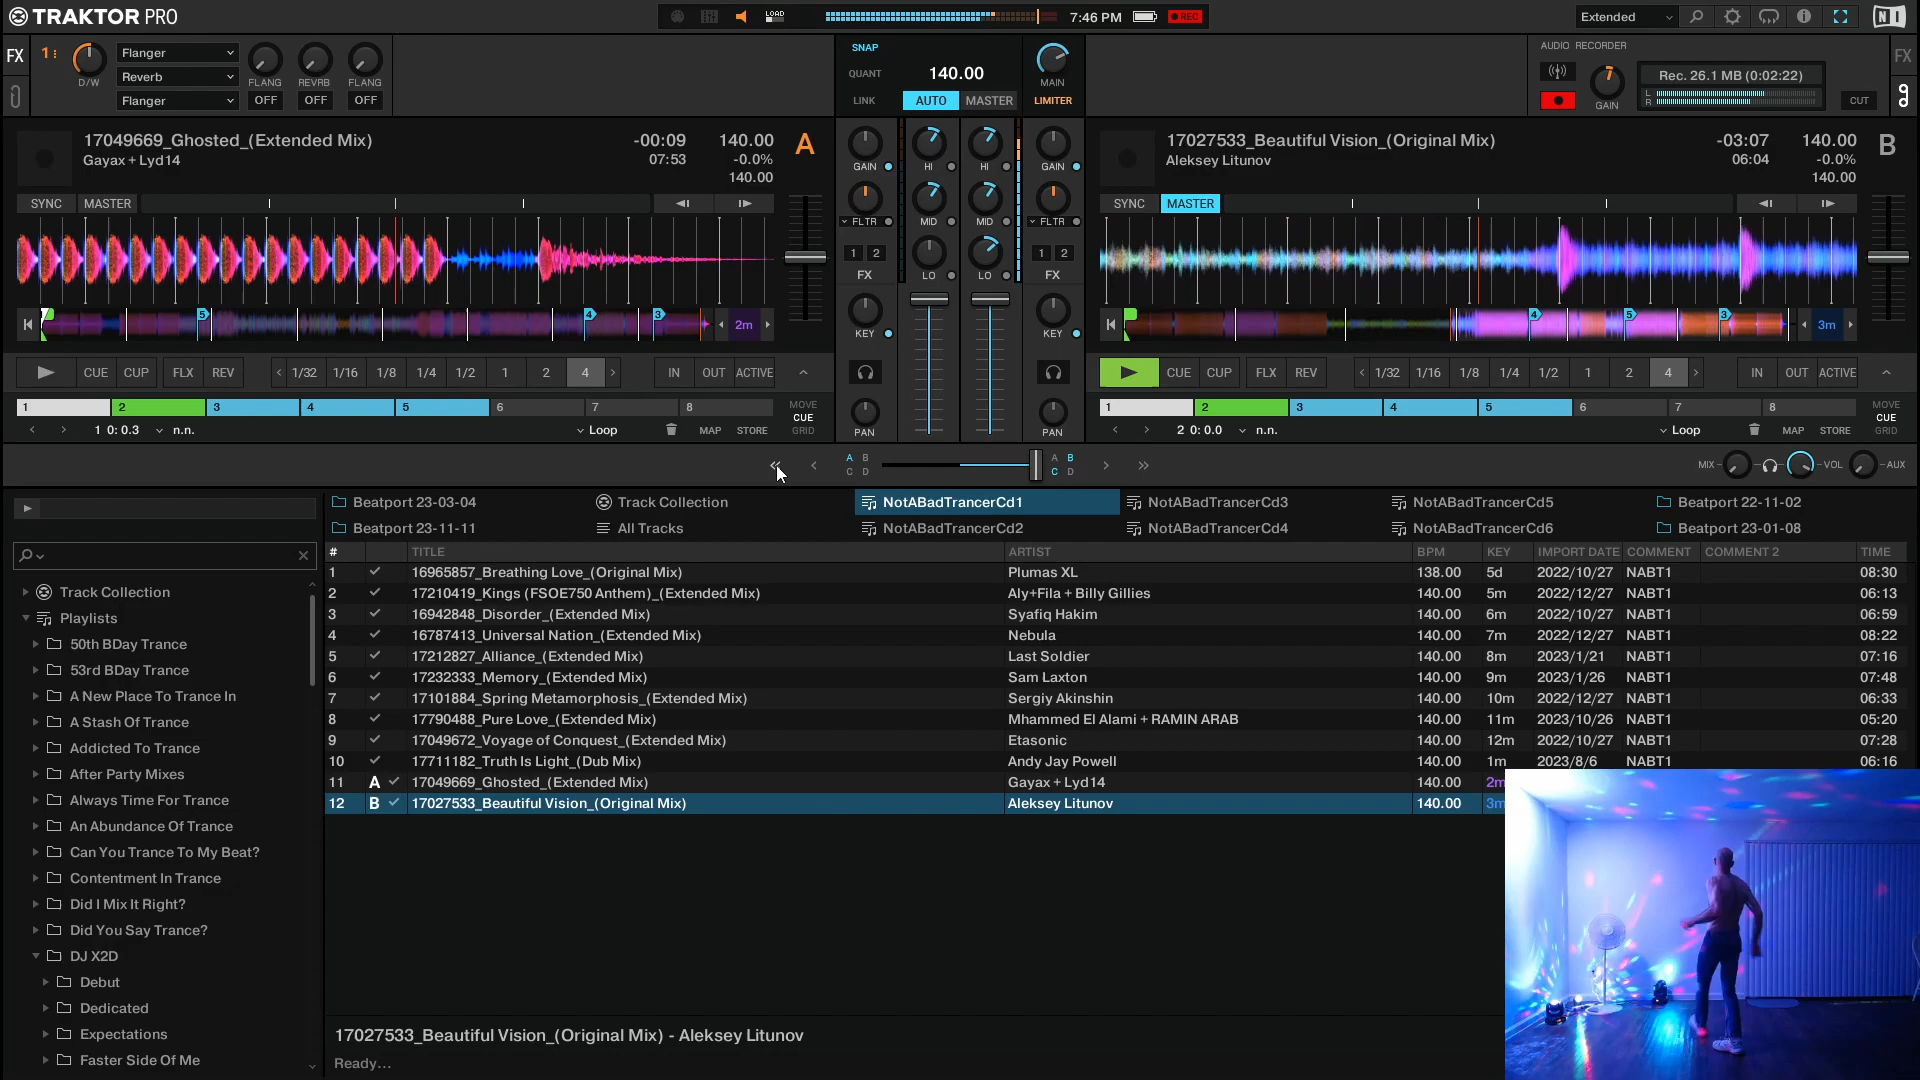 TRAKTOR PRO
LOAD
7:46 PM
REC
Extended
FX
1
D/W
Flanger
Reverb
Flanger
FLANG
REVRB
FLANG
OFF
OFF
OFF
SNAP
QUANT
140.00
LINK
AUTO
MASTER
MAIN
LIMITER
AUDIO RECORDER
Rec. 26.1 MB (0:02:22)
L
R
GAIN
CUT
FX
17049669_Ghosted_(Extended Mix)
Gayax + Lyd14
-00:09
07:53
140.00
-0.0%
140.00
A
SYNC
MASTER
5
4
3
2m
CUE
CUP
FLX
REV
1/32
1/16
1/8
1/4
1/2
1
2
4
IN
OUT
ACTIVE
1
2
3
4
5
6
7
8
MOVE
CUE
GRID
1 0: 0.3
n.n.
Loop
MAP
STORE
GAIN
HI
HI
GAIN
FLTR
MID
MID
FLTR
1 2
1 2
FX
LO
LO
FX
KEY
KEY
PAN
PAN
17027533_Beautiful Vision_(Original Mix)
Aleksey Litunov
-03:07
06:04
140.00
-0.0%
140.00
B
SYNC
MASTER
4
5
3
3m
CUE
CUP
FLX
REV
1/32
1/16
1/8
1/4
1/2
1
2
4
IN
OUT
ACTIVE
1
2
3
4
5
6
7
8
MOVE
CUE
GRID
2 0: 0.0
n.n.
Loop
MAP
STORE
A B
C D
A B
C D
MIX
VOL
AUX
Beatport 23-03-04
Track Collection
NotABadTrancerCd1
NotABadTrancerCd3
NotABadTrancerCd5
Beatport 22-11-02
Beatport 23-11-11
All Tracks
NotABadTrancerCd2
NotABadTrancerCd4
NotABadTrancerCd6
Beatport 23-01-08
Track Collection
Playlists
50th BDay Trance
53rd BDay Trance
A New Place To Trance In
A Stash Of Trance
Addicted To Trance
After Party Mixes
Always Time For Trance
An Abundance Of Trance
Can You Trance To My Beat?
Contentment In Trance
Did I Mix It Right?
Did You Say Trance?
DJ X2D
Debut
Dedicated
Expectations
Faster Side Of Me
# TITLE ARTIST BPM KEY IMPORT DATE COMMENT COMMENT 2 TIME
1 16965857_Breathing Love_(Original Mix) Plumas XL 138.00 5d 2022/10/27 NABT1 08:30
2 17210419_Kings (FSOE750 Anthem)_(Extended Mix) Aly+Fila + Billy Gillies 140.00 5m 2022/12/27 NABT1 06:13
3 16942848_Disorder_(Extended Mix) Syafiq Hakim 140.00 6m 2022/10/27 NABT1 06:59
4 16787413_Universal Nation_(Extended Mix) Nebula 140.00 7m 2022/12/27 NABT1 08:22
5 17212827_Alliance_(Extended Mix) Last Soldier 140.00 8m 2023/1/21 NABT1 07:16
6 17232333_Memory_(Extended Mix) Sam Laxton 140.00 9m 2023/1/26 NABT1 07:48
7 17101884_Spring Metamorphosis_(Extended Mix) Sergiy Akinshin 140.00 10m 2022/12/27 NABT1 06:33
8 17790488_Pure Love_(Extended Mix) Mhammed El Alami + RAMIN ARAB 140.00 11m 2023/10/26 NABT1 05:20
9 17049672_Voyage of Conquest_(Extended Mix) Etasonic 140.00 12m 2022/10/27 NABT1 07:28
10 17711182_Truth Is Light_(Dub Mix) Andy Jay Powell 140.00 1m 2023/8/6 NABT1 06:16
11 A 17049669_Ghosted_(Extended Mix) Gayax + Lyd14 140.00 2m
12 B 17027533_Beautiful Vision_(Original Mix) Aleksey Litunov 140.00 3m
17027533_Beautiful Vision_(Original Mix) - Aleksey Litunov
Ready...